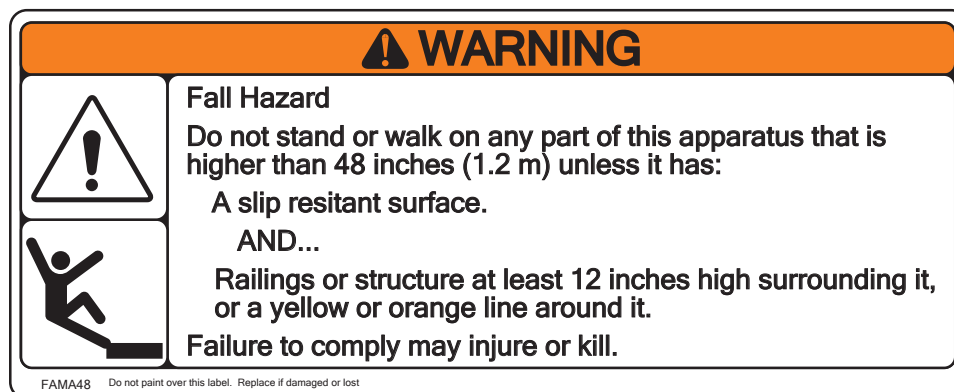 WARNING
Fall Hazard
Do not stand or walk on any part of this apparatus that is
higher than 48 inches (1.2 m) unless it has:
A slip resitant surface.
AND...
Railings or structure at least 12 inches high surrounding it,
or a yellow or orange line around it.
Failure to comply may injure or kill.
FAMA48 Do not paint over this label. Replace if damaged or lost